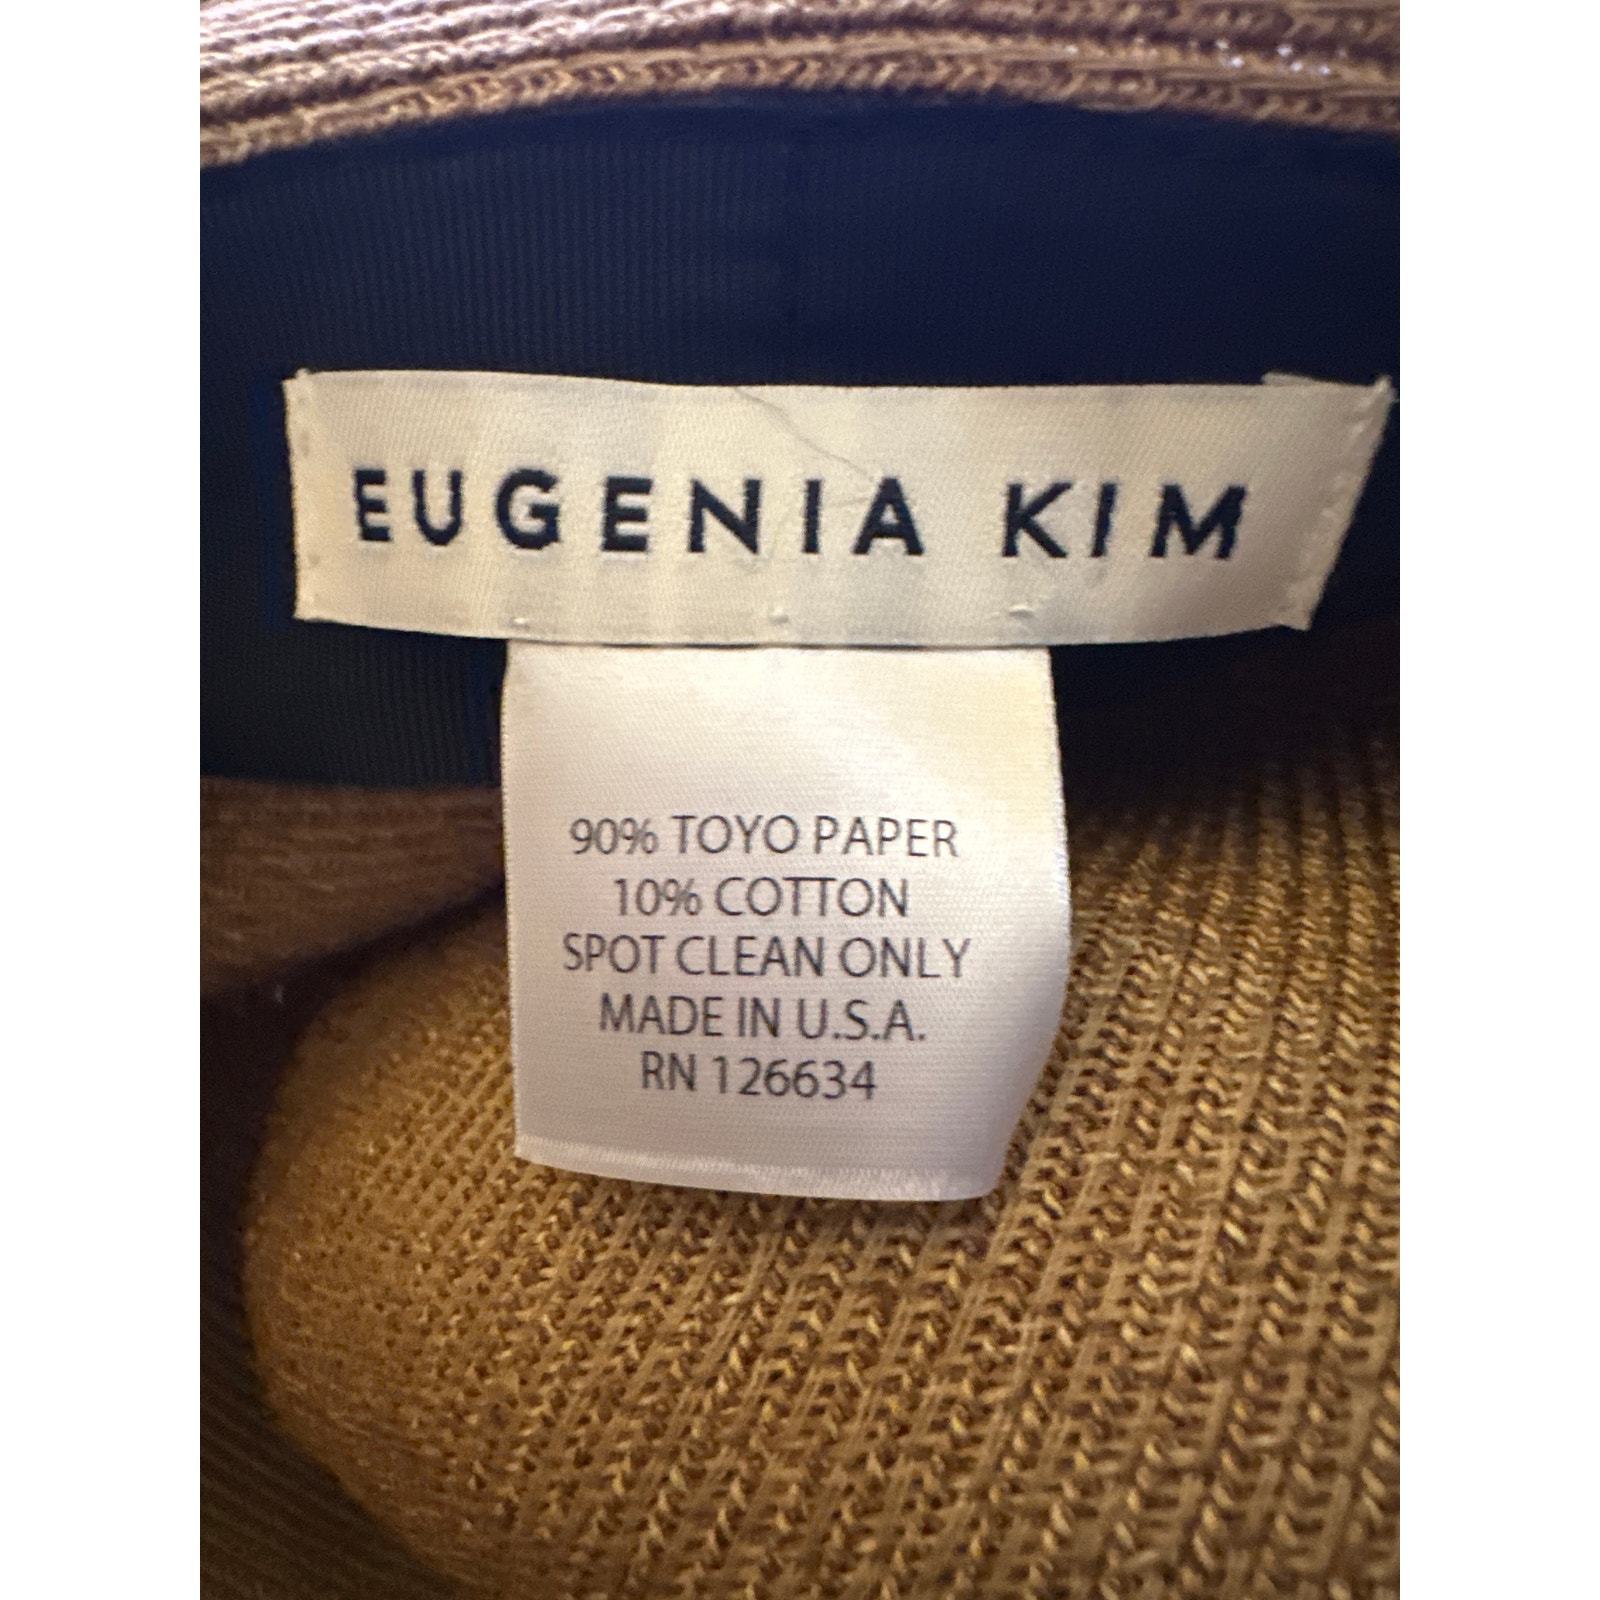 EUGENIA KIM
90% TOYO PAPER
10% COTTON
SPOT CLEAN ONLY
MADE IN U.S.A.
RN 126634